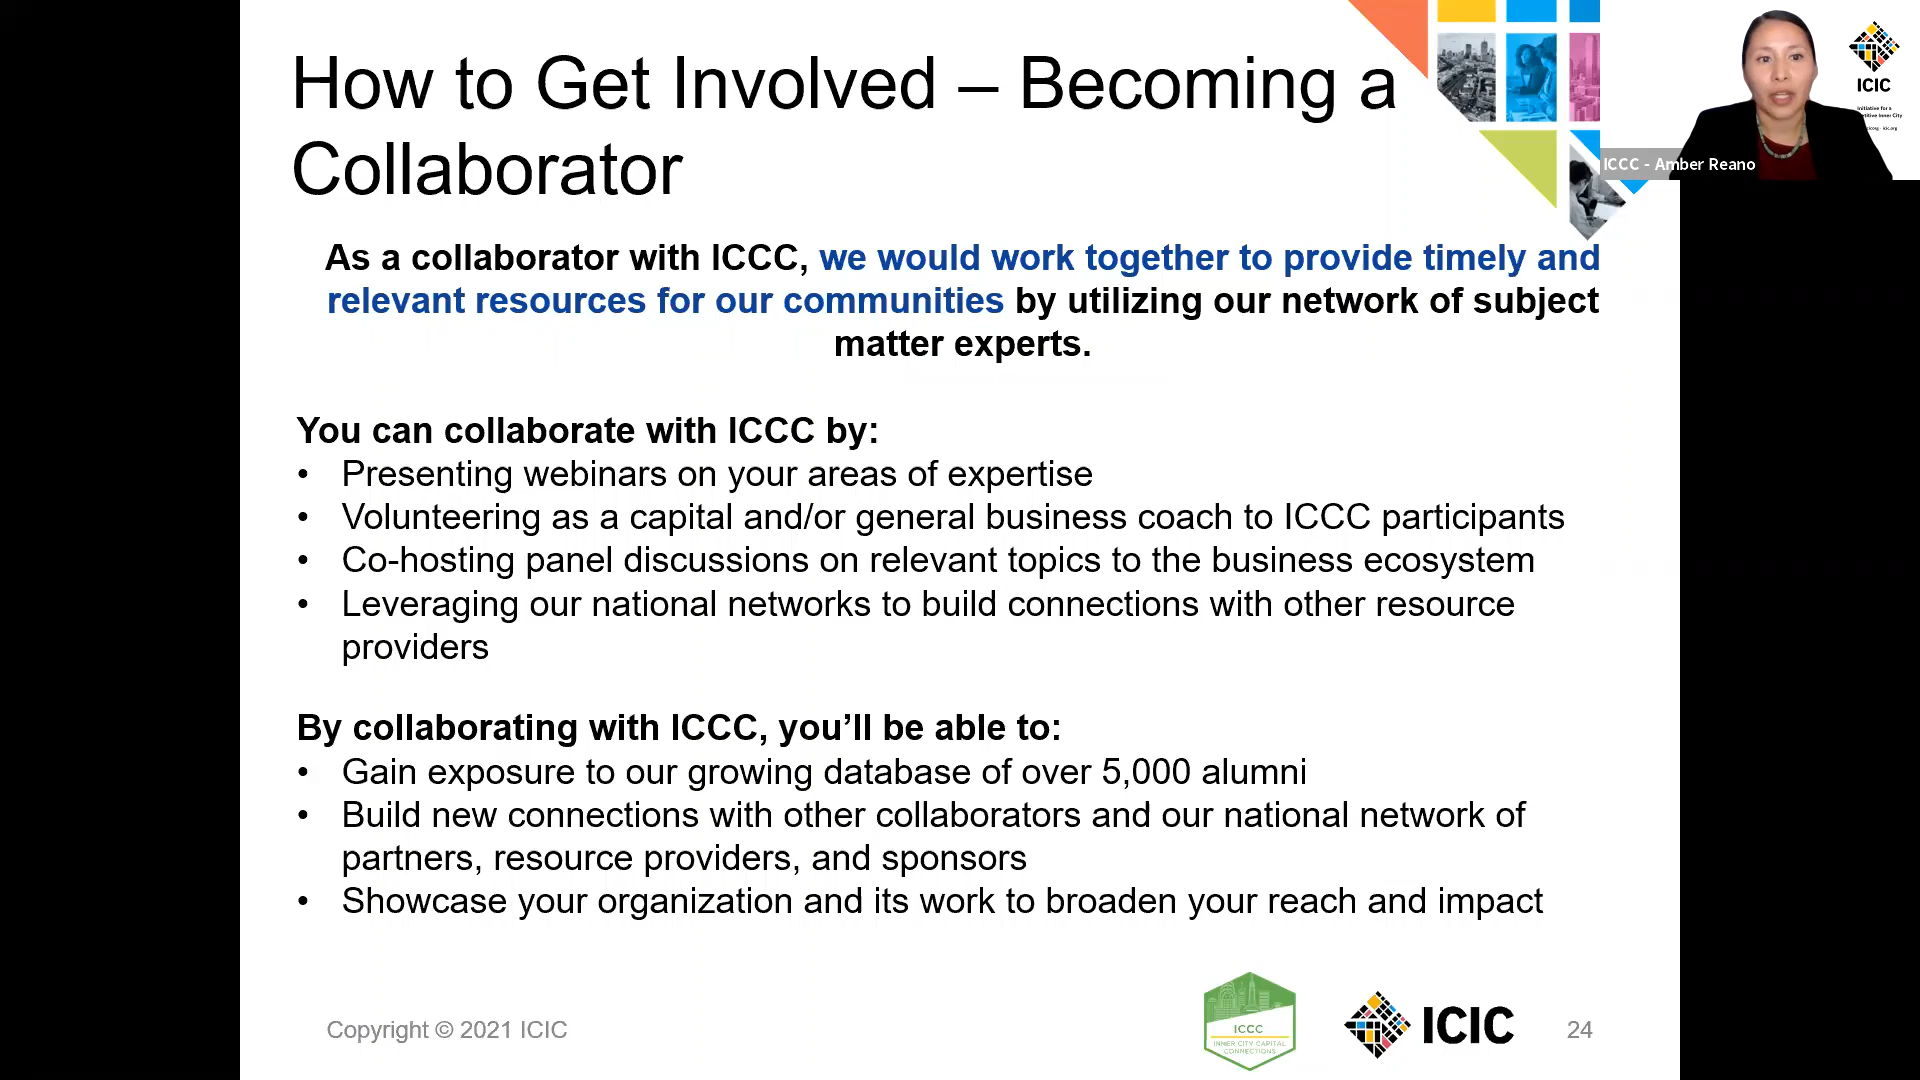 How to Get Involved – Becoming a
Collaborator
ICIC
Initiative for a
Inner City
ICCC - Amber Reano
As a collaborator with ICCC, we would work together to provide timely and
relevant resources for our communities by utilizing our network of subject
matter experts.
You can collaborate with ICCC by:
• Presenting webinars on your areas of expertise
• Volunteering as a capital and/or general business coach to ICCC participants
• Co-hosting panel discussions on relevant topics to the business ecosystem
• Leveraging our national networks to build connections with other resource
providers
By collaborating with ICCC, you’ll be able to:
• Gain exposure to our growing database of over 5,000 alumni
• Build new connections with other collaborators and our national network of
partners, resource providers, and sponsors
• Showcase your organization and its work to broaden your reach and impact
Copyright © 2021 ICIC
ICCC
INNER CITY CAPITAL
CONNECTIONS
ICIC
24